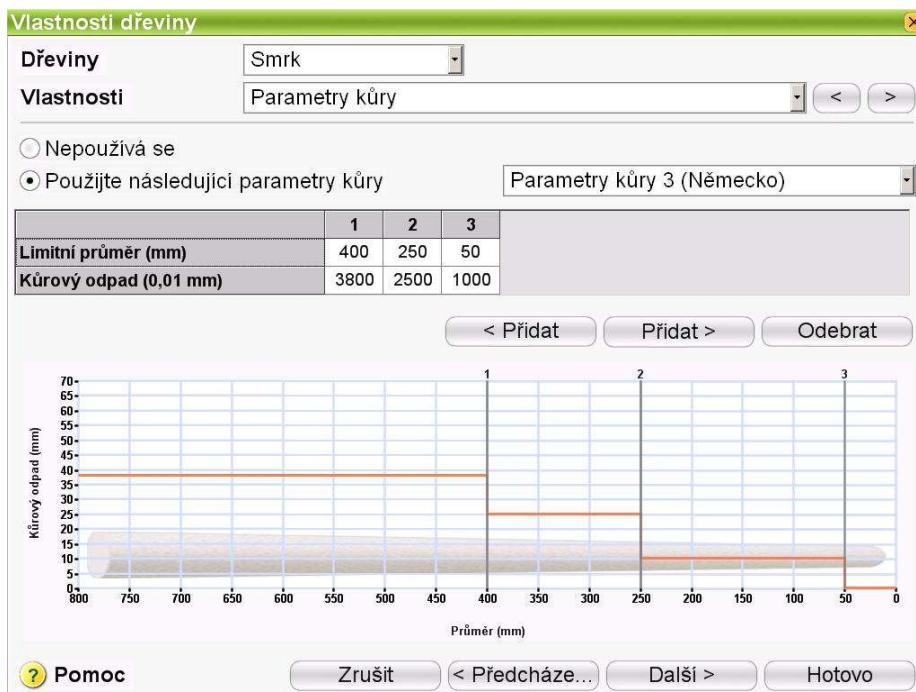 Vlastnosti dřeviny
Dřeviny Smrk
Vlastnosti Parametry kůry < >
Nepoužívá se
Použijte následující parametry kůry Parametry kůry 3 (Německo)
1 2 3
Limitní průměr (mm) 400 250 50
Kůrový odpad (0,01 mm) 3800 2500 1000
< Přidat Přidat > Odebrat
1 2 3
70
65
60
55
50
45
40
35
30
25
20
15
10
5
0
Kůrový odpad (mm)
800 750 700 650 600 550 500 450 400 350 300 250 200 150 100 50 0
Průměr (mm)
? Pomoc Zrušit < Předcháze... Další > Hotovo